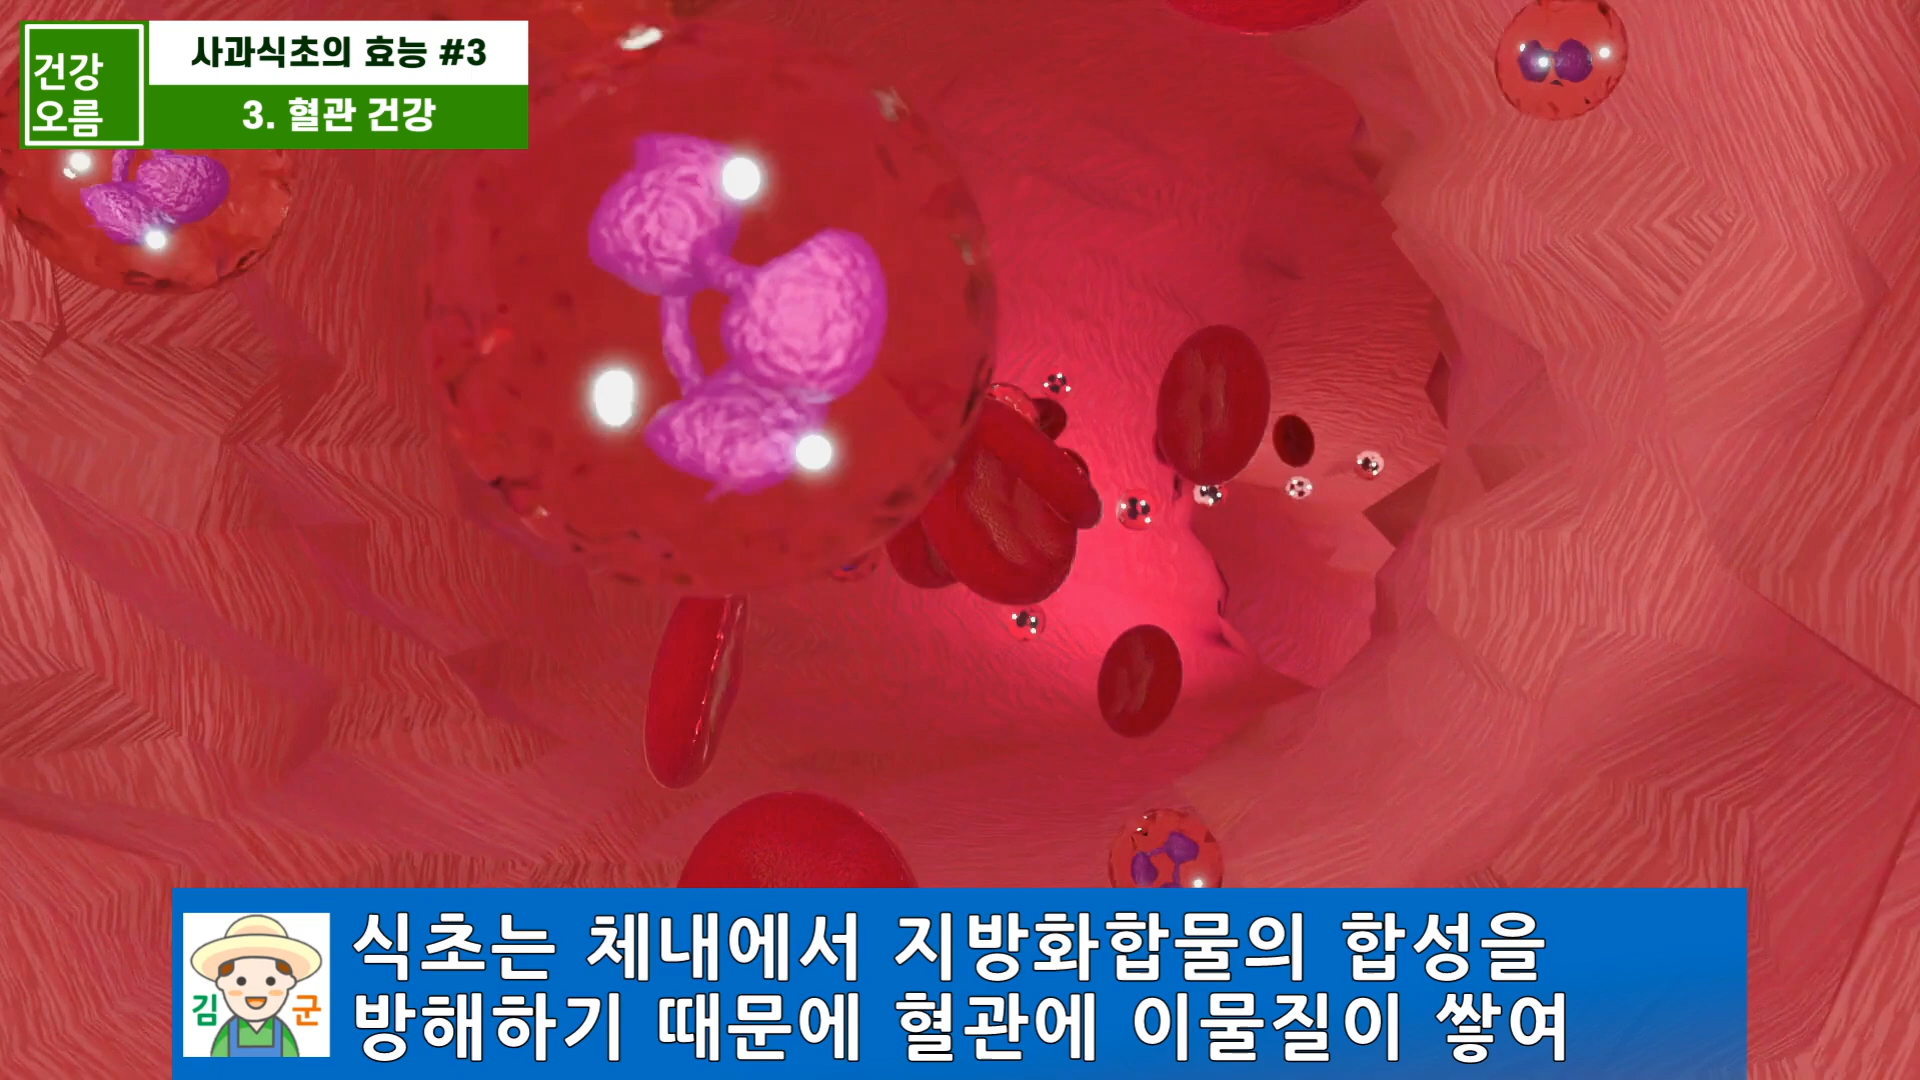 건강
오름
사과식초의 효능 #3
3. 혈관 건강
김 군
식초는 체내에서 지방화합물의 합성을
방해하기 때문에 혈관에 이물질이 쌓여